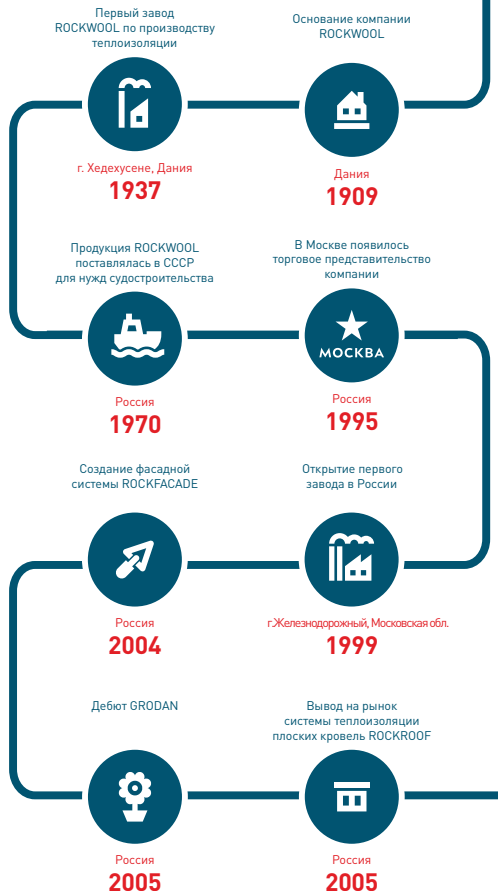 Основание компании
ROCKWOOL
Дания
1909
Первый завод
ROCKWOOL по производству
теплоизоляции
г. Хедехусене, Дания
1937
Продукция ROCKWOOL
поставлялась в СССР
для нужд судостроительства
Россия
1970
В Москве появилось
торговое представительство
компании
МОСКВА
Россия
1995
Открытие первого
завода в России
г.Железнодорожный, Московская обл.
1999
Создание фасадной
системы ROCKFACADE
Россия
2004
Дебют GRODAN
Россия
2005
Вывод на рынок
системы теплоизоляции
плоских кровель ROCKROOF
Россия
2005